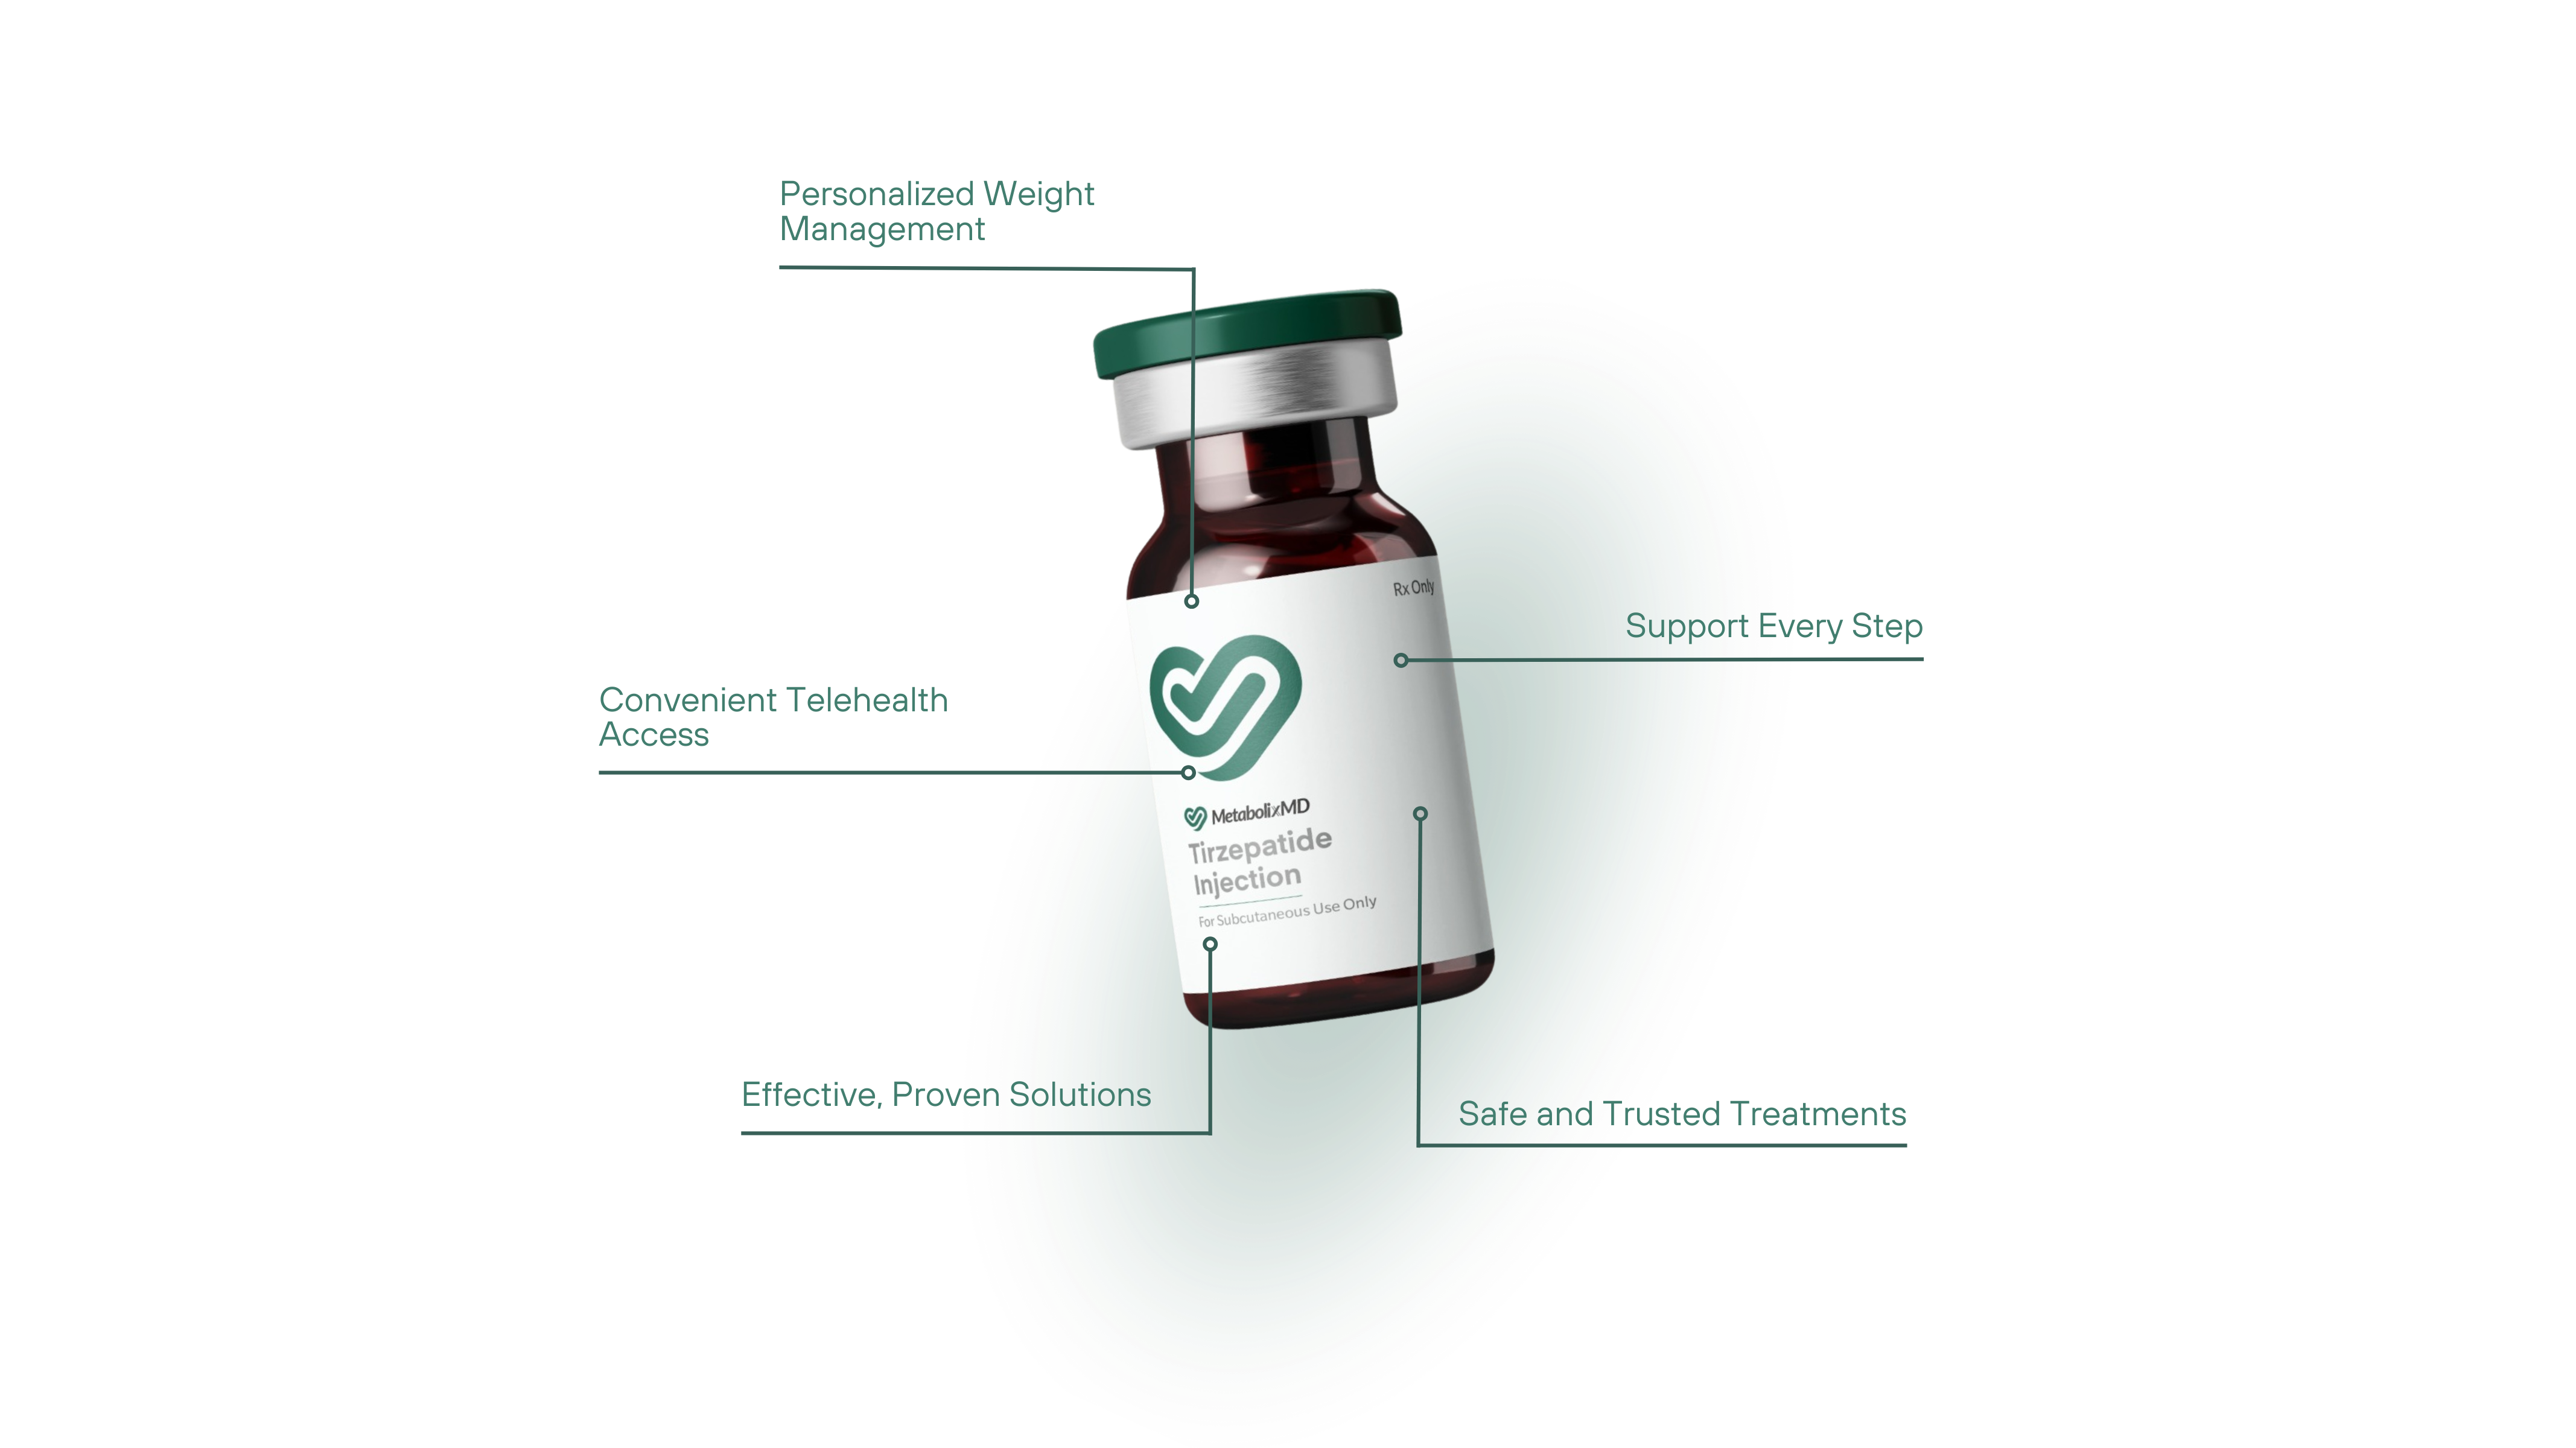 Personalized Weight
Management
Rx Only
Support Every Step
Convenient Telehealth
Access
MetabolixMD
Tirzepatide
Injection
For Subcutaneous Use Only
Effective, Proven Solutions
Safe and Trusted Treatments